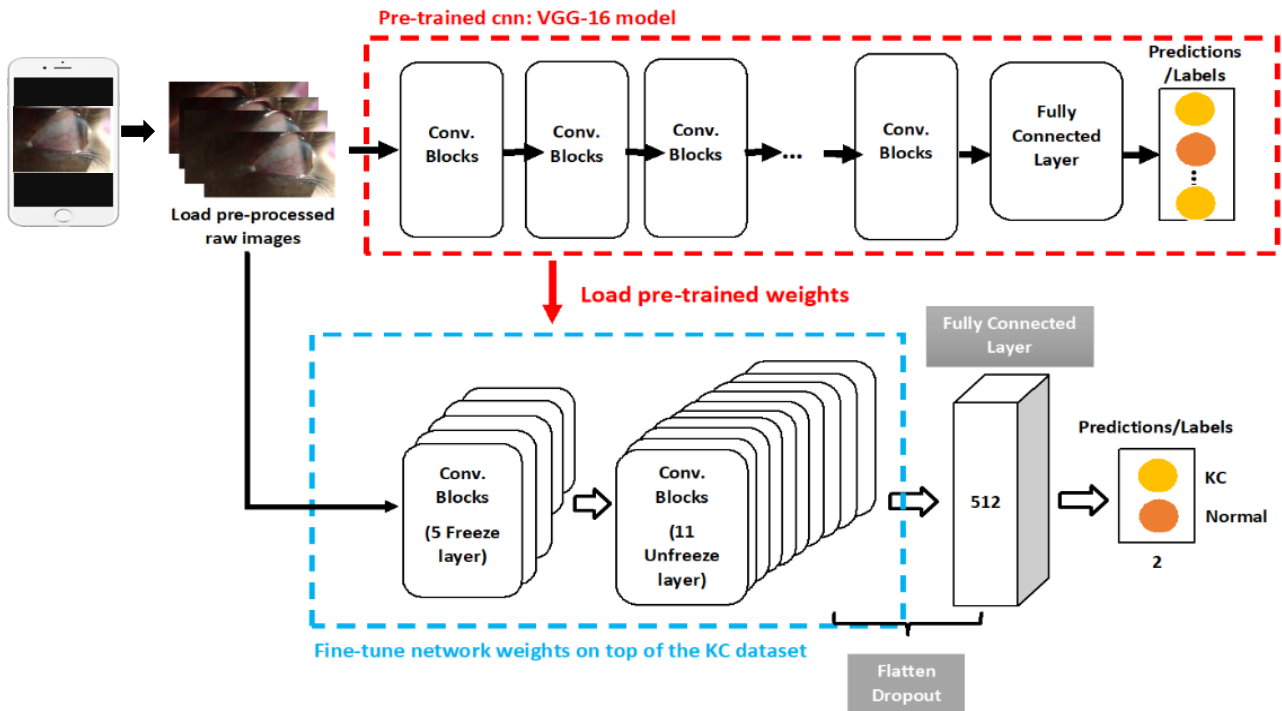 Pre-trained cnn: VGG-16 model
Predictions
/Labels
Conv.
Blocks
Conv.
Blocks
Conv.
Blocks
...
Conv.
Blocks
Fully
Connected
Layer
Load pre-processed
raw images
Load pre-trained weights
Fully Connected
Layer
Conv.
Blocks
(5 Freeze
layer)
Conv.
Blocks
(11
Unfreeze
layer)
512
Predictions/Labels
KC
Normal
2
Fine-tune network weights on top of the KC dataset
Flatten
Dropout